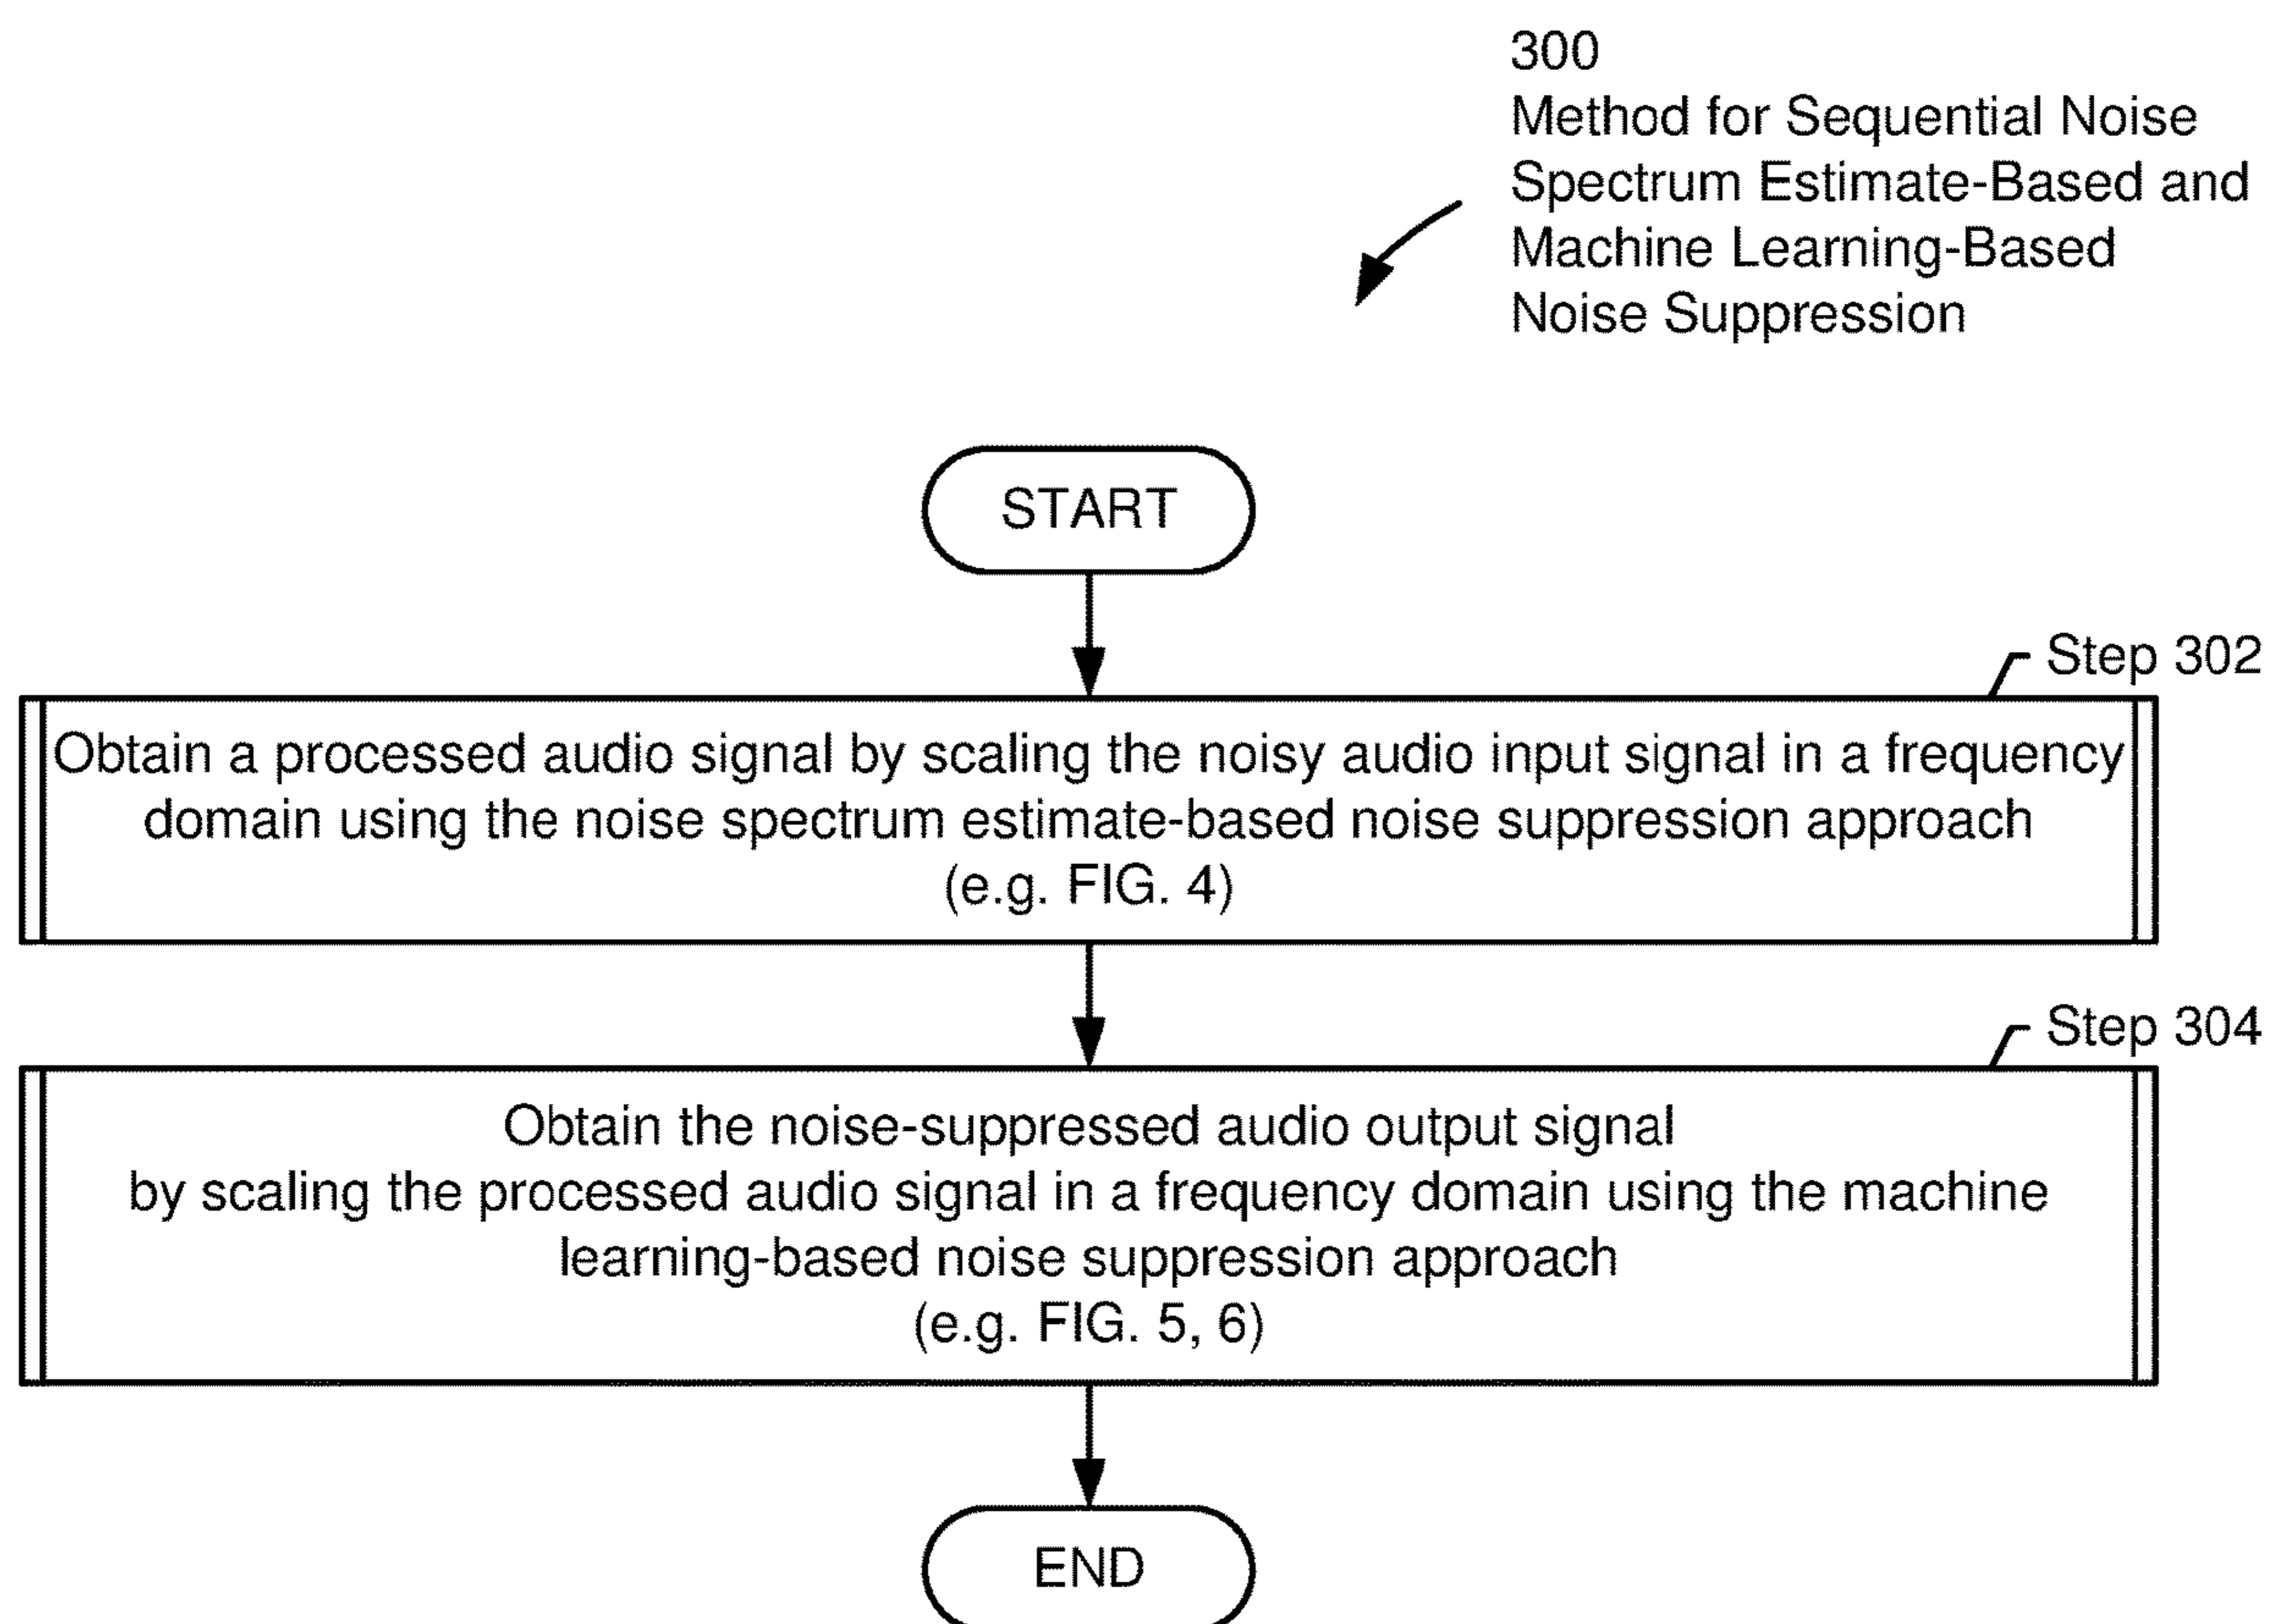 300
Method for Sequential Noise
Spectrum Estimate-Based and
Machine Learning-Based
Noise Suppression
START
Step 302
Obtain a processed audio signal by scaling the noisy audio input signal in a frequency
domain using the noise spectrum estimate-based noise suppression approach
(e.g. FIG. 4)
Step 304
Obtain the noise-suppressed audio output signal
by scaling the processed audio signal in a frequency domain using the machine
learning-based noise suppression approach
(e.g. FIG. 5, 6)
END